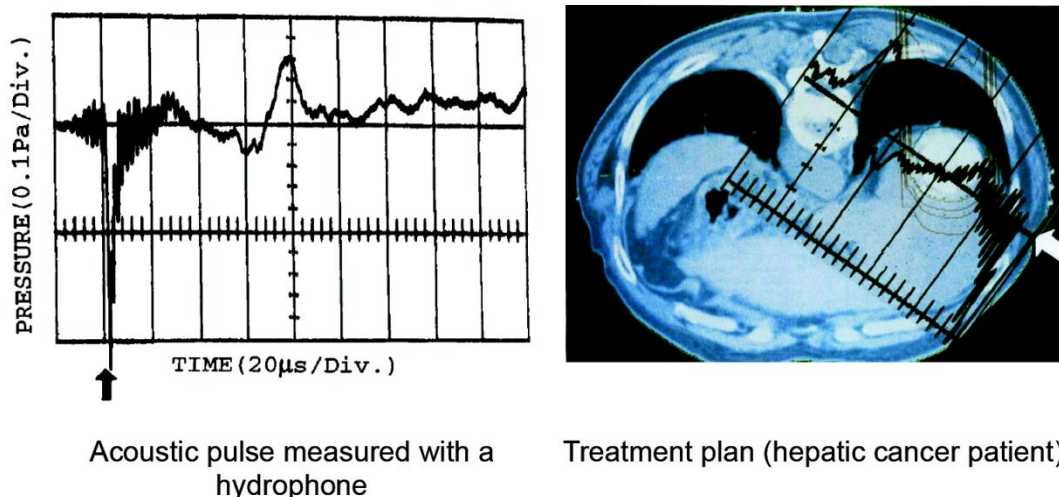 PRESSURE(0.1Pa/Div.)
TIME(20μs/Div.)
Acoustic pulse measured with a
hydrophone
Treatment plan (hepatic cancer patient)